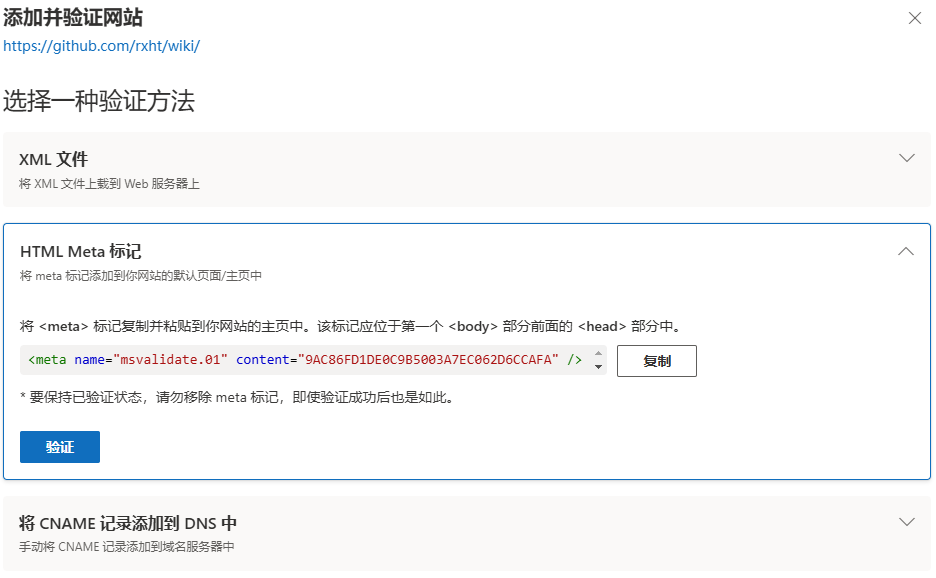 添加并验证网站
https://github.com/rxht/wiki/
选择一种验证方法
XML 文件
将 XML 文件上载到 Web 服务器上
HTML Meta 标记
将 meta 标记添加到你网站的默认页面/主页中
将 <meta> 标记复制并粘贴到你网站的主页中。该标记应位于第一个 <body> 部分前面的 <head> 部分中。
<meta name="msvalidate.01" content="9AC86FD1DE0C9B5003A7EC062D6CCAFA" />
复制
* 要保持已验证状态，请勿移除 meta 标记，即使验证成功后也是如此。
验证
将 CNAME 记录添加到 DNS 中
手动将 CNAME 记录添加到域名服务器中